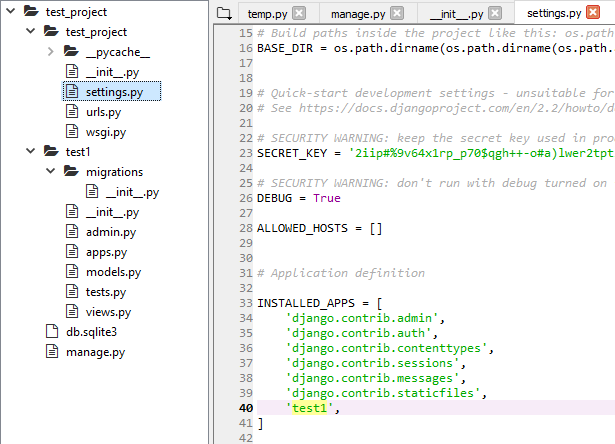 test_project
test_project
__pycache__
__init__.py
settings.py
urls.py
wsgi.py
test1
migrations
__init__.py
__init__.py
admin.py
apps.py
models.py
tests.py
views.py
db.sqlite3
manage.py
temp.py manage.py __init__.py settings.py
15 # Build paths inside the project like this: os.path
16 BASE_DIR = os.path.dirname(os.path.dirname(os.path.
17
18
19 # Quick-start development settings - unsuitable for
20 # See https://docs.djangoproject.com/en/2.2/howto/d
21
22 # SECURITY WARNING: keep the secret key used in pro
23 SECRET_KEY = '2iip#%9v64x1rp_p70$qgh++-o#a)lwer2tpt
24
25 # SECURITY WARNING: don't run with debug turned on
26 DEBUG = True
27
28 ALLOWED_HOSTS = []
29
30
31 # Application definition
32
33 INSTALLED_APPS = [
34 'django.contrib.admin',
35 'django.contrib.auth',
36 'django.contrib.contenttypes',
37 'django.contrib.sessions',
38 'django.contrib.messages',
39 'django.contrib.staticfiles',
40 'test1',
41 ]
42